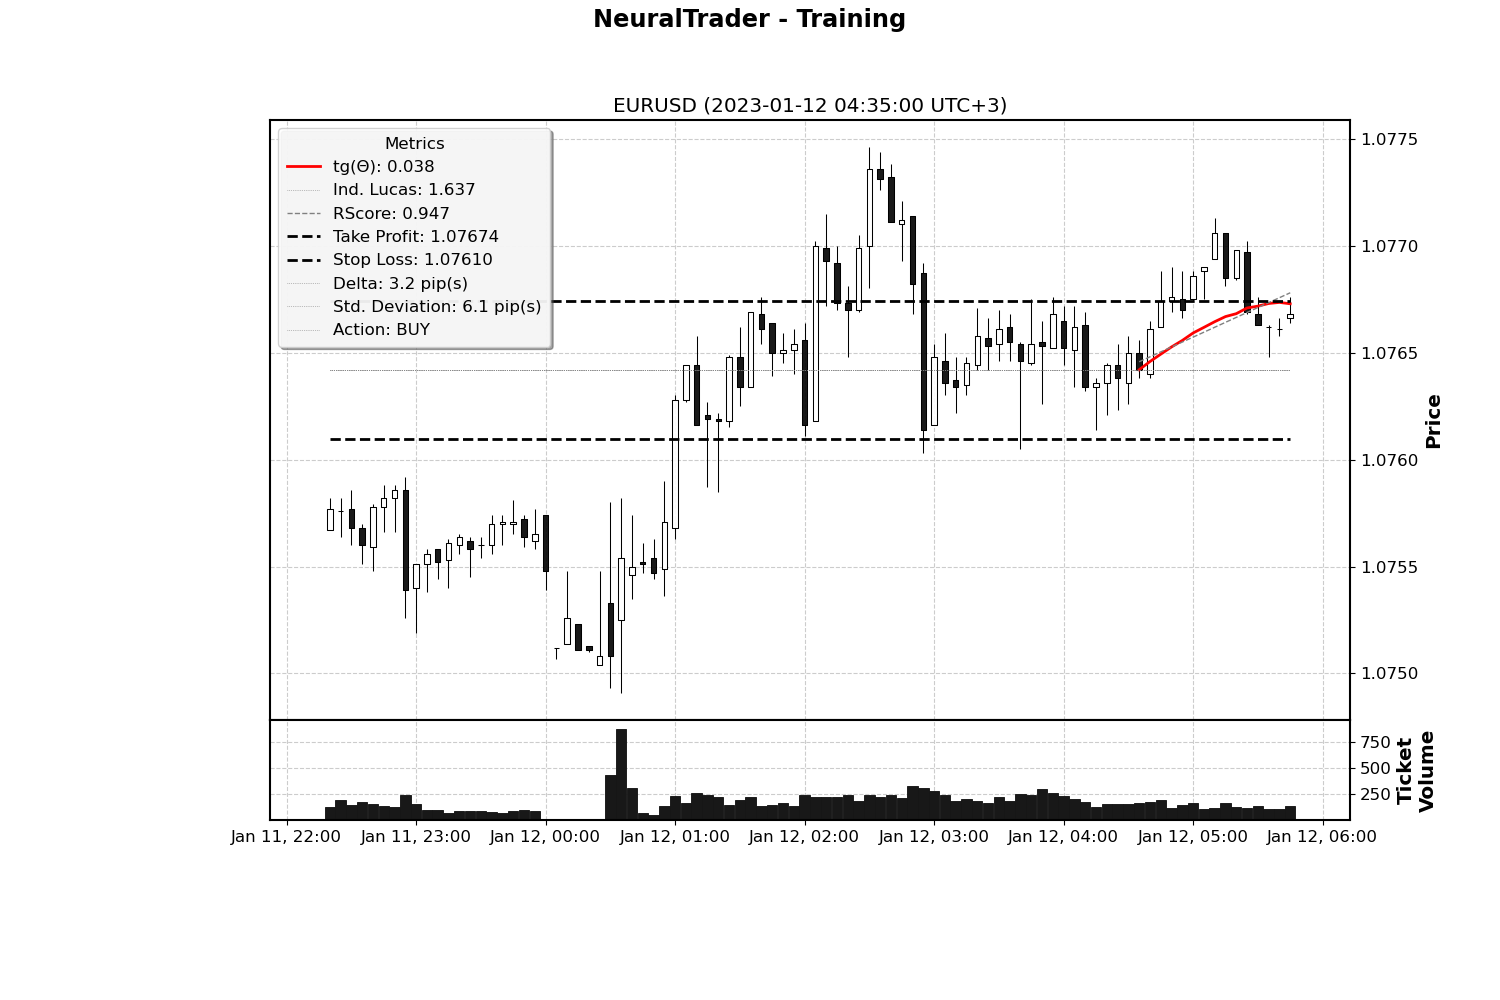 NeuralTrader - Training
EURUSD (2023-01-12 04:35:00 UTC+3)
Metrics
tg(Θ): 0.038
Ind. Lucas: 1.637
RScore: 0.947
Take Profit: 1.07674
Stop Loss: 1.07610
Delta: 3.2 pip(s)
Std. Deviation: 6.1 pip(s)
Action: BUY
1.0775
1.0770
1.0765
1.0760
1.0755
1.0750
Price
750
500
250
Ticket
Volume
Jan 11, 22:00 Jan 11, 23:00 Jan 12, 00:00 Jan 12, 01:00 Jan 12, 02:00 Jan 12, 03:00 Jan 12, 04:00 Jan 12, 05:00 Jan 12, 06:00